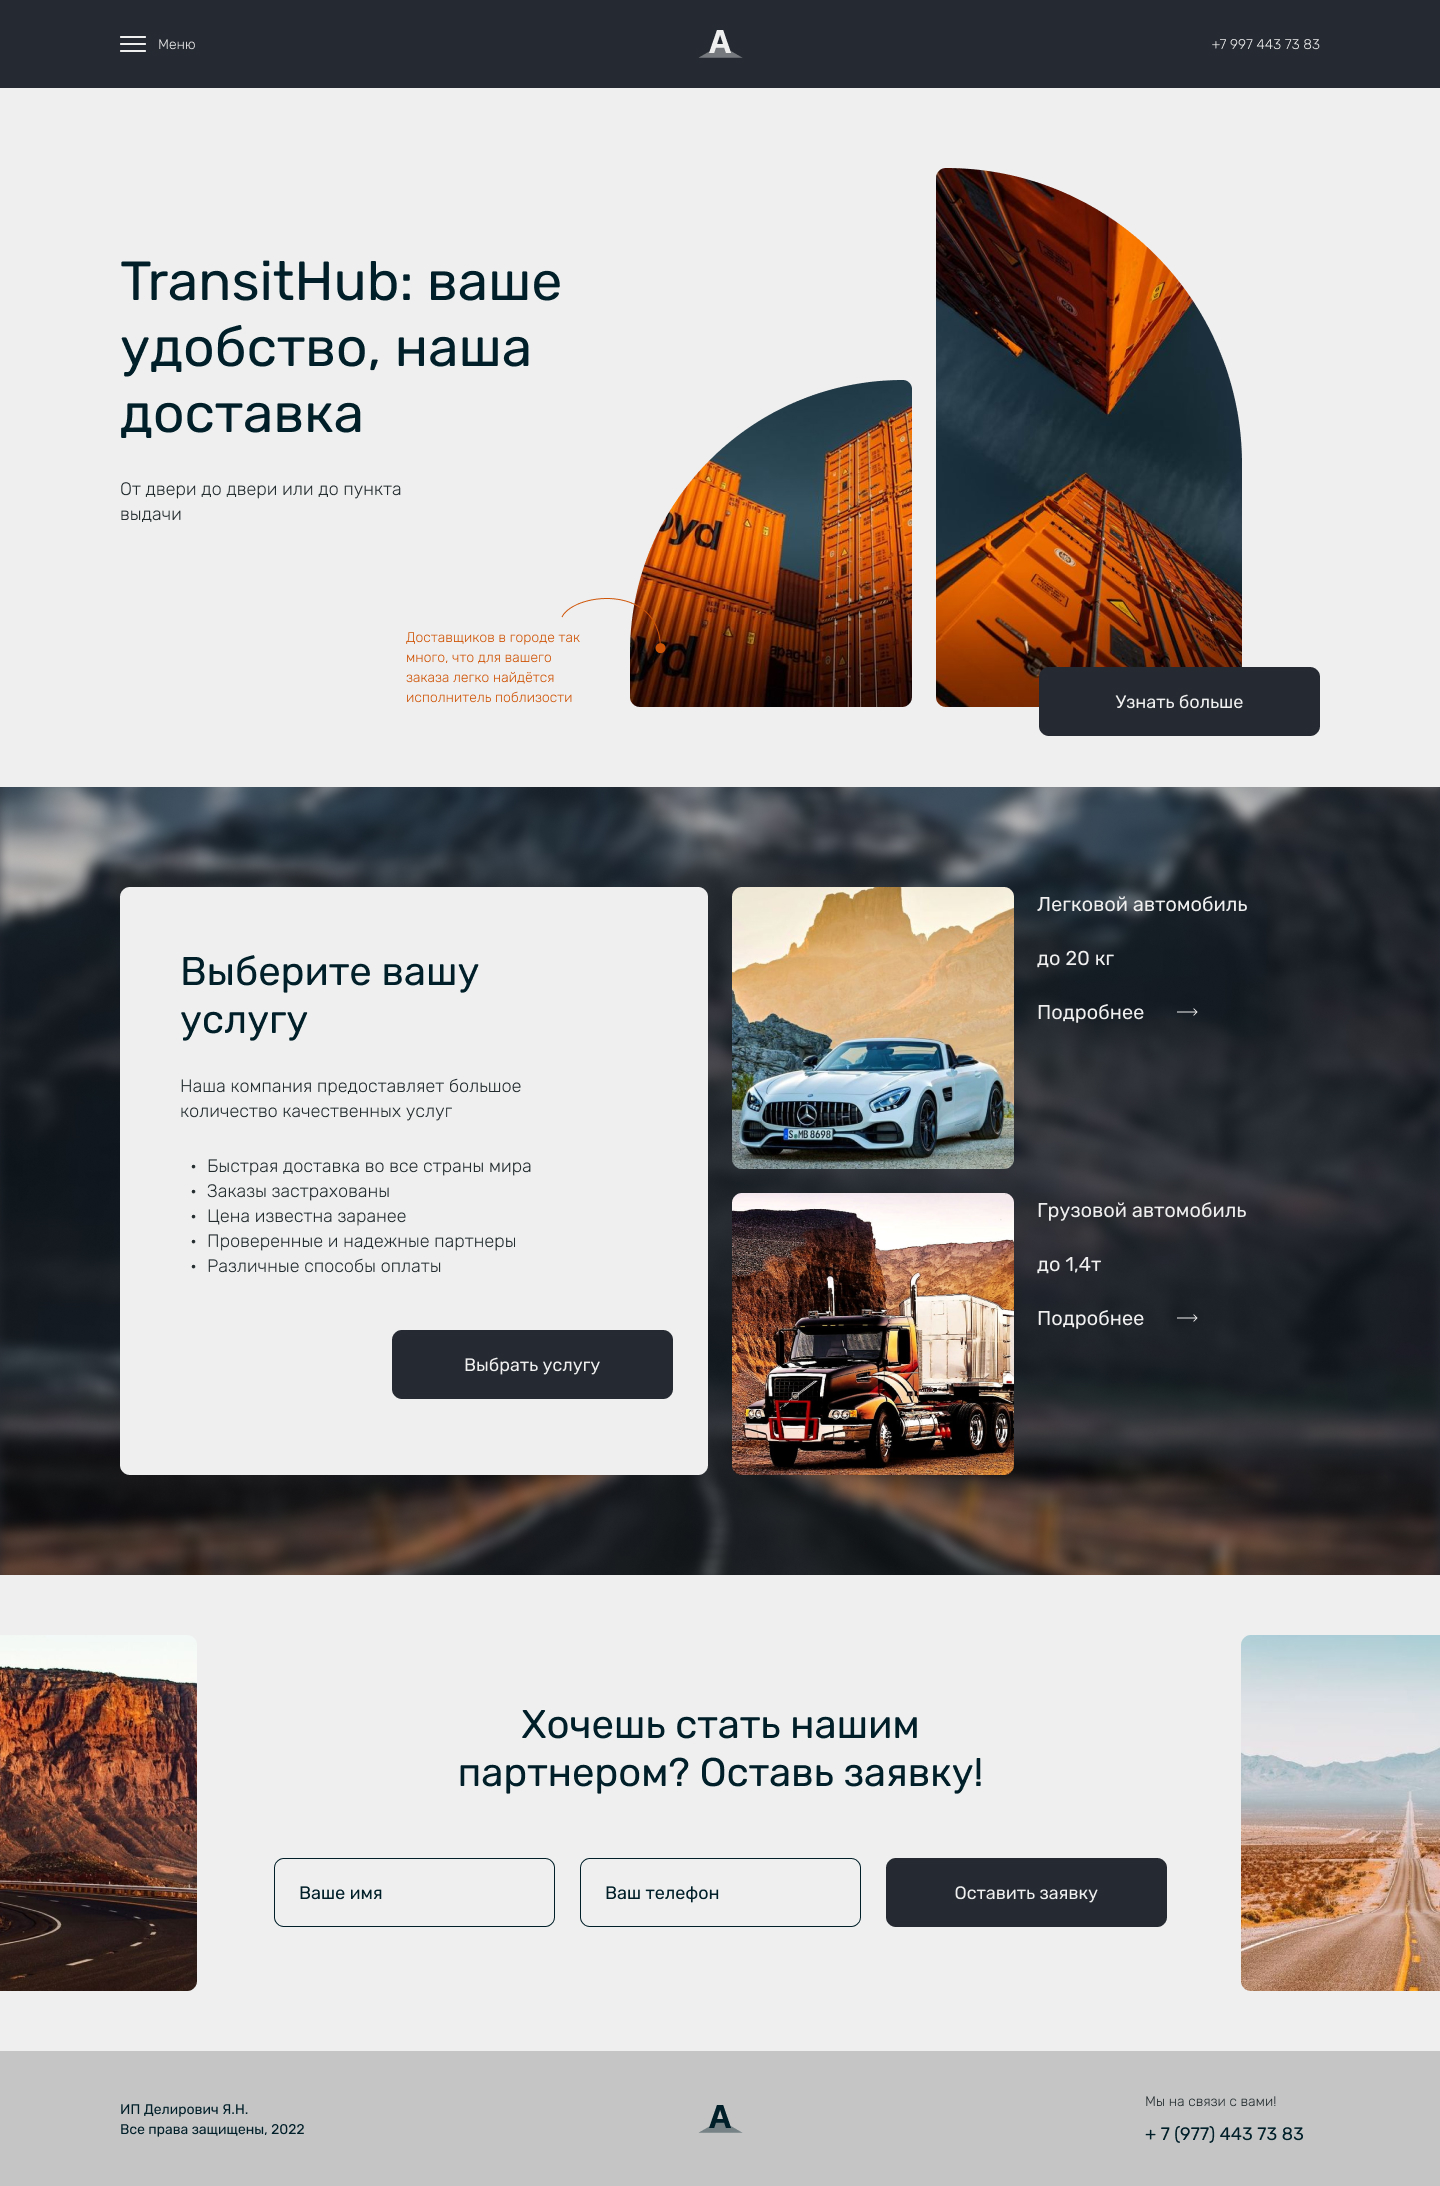 Меню
A
+7 997 443 73 83
TransitHub: ваше
удобство, наша
доставка
От двери до двери или до пункта
выдачи
Доставщиков в городе так
много, что для вашего
заказа легко найдётся
исполнитель поблизости
oyd
yd
apag-L
Узнать больше
Выберите вашу
услугу
Наша компания предоставляет большое
количество качественных услуг
• Быстрая доставка во все страны мира
• Заказы застрахованы
• Цена известна заранее
• Проверенные и надежные партнеры
• Различные способы оплаты
Выбрать услугу
S MB 8698
Легковой автомобиль
до 20 кг
Подробнее
Грузовой автомобиль
до 1,4т
Подробнее
Хочешь стать нашим
партнером? Оставь заявку!
Ваше имя
Ваш телефон
Оставить заявку
ИП Делирович Я.Н.
Все права защищены, 2022
A
Мы на связи с вами!
+ 7 (977) 443 73 83